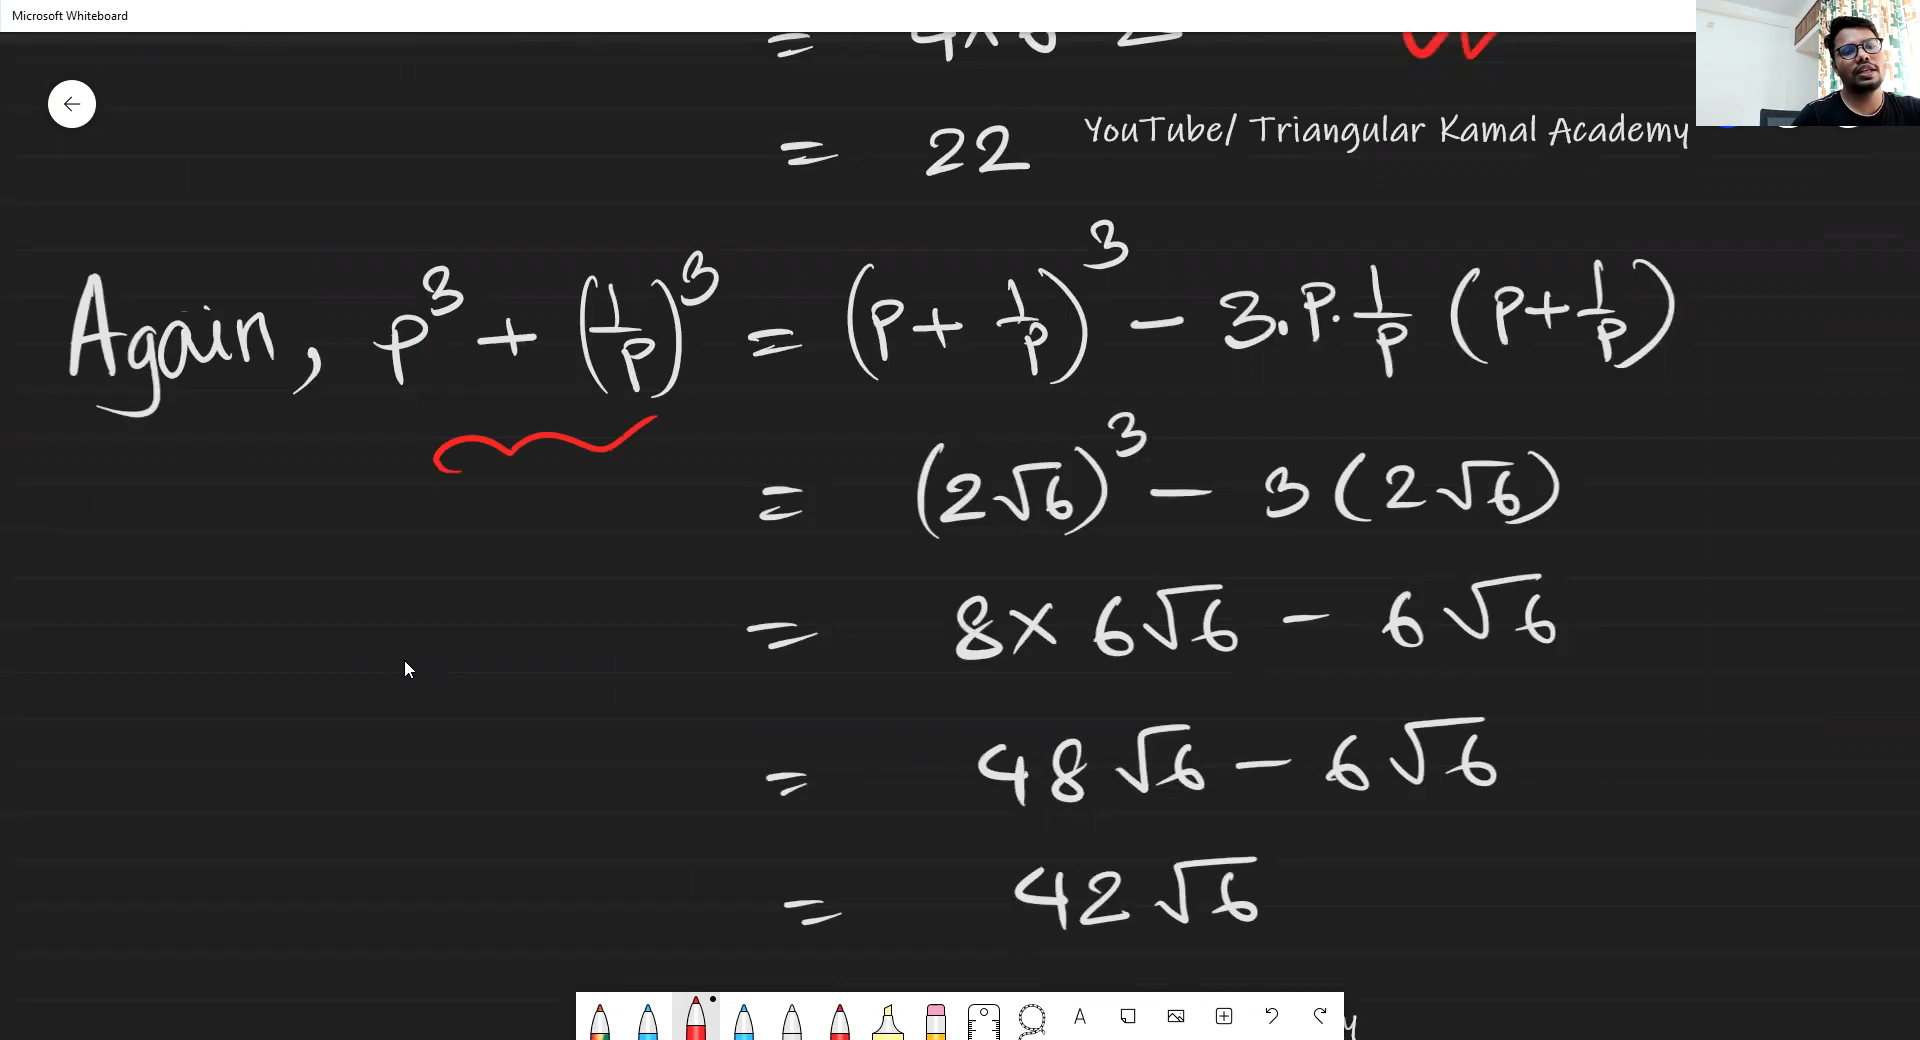 Microsoft Whiteboard
= 22
YouTube/ Triangular Kamal Academy
Again, p³ + (1/p)³ = (p + 1/p)³ − 3.p.1/p (p + 1/p)
= (2√6)³ − 3(2√6)
= 8 × 6√6 − 6√6
= 48√6 − 6√6
= 42√6